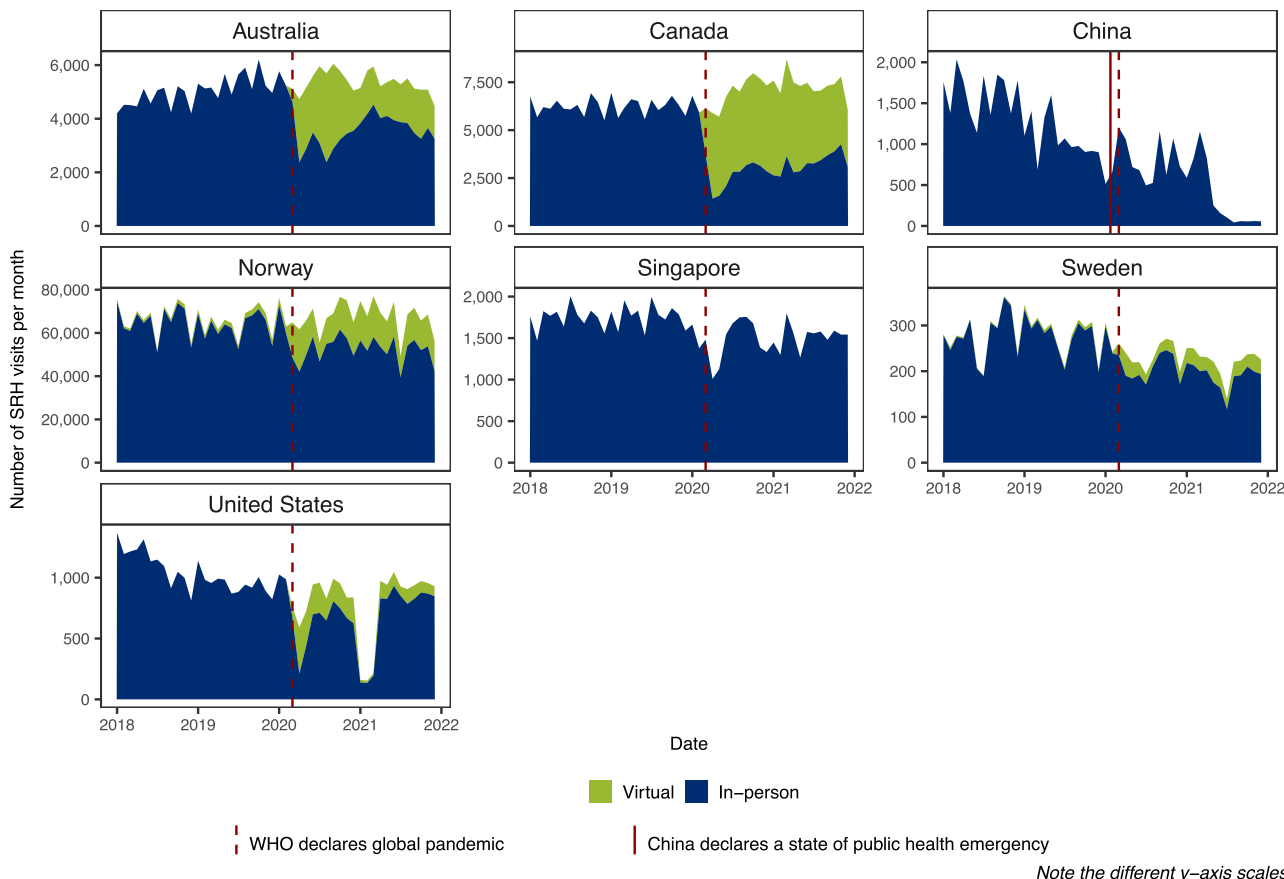 Australia
Canada
China
6,000
4,000
2,000
0
7,500
5,000
2,500
0
2,000
1,500
1,000
500
0
Number of SRH visits per month
Norway
Singapore
Sweden
80,000
60,000
40,000
20,000
0
2,000
1,500
1,000
500
0
300
200
100
0
2018 2019 2020 2021 2022
2018 2019 2020 2021 2022
United States
1,000
500
0
2018 2019 2020 2021 2022
Date
Virtual In−person
WHO declares global pandemic
China declares a state of public health emergency
Note the different y−axis scales